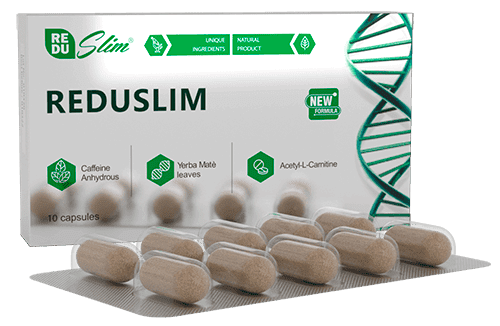 RE
DU
Slim®
UNIQUE
INGREDIENTS
NATURAL
PRODUCT
REDUSLIM
NEW
FORMULA
Caffeine
Anhydrous
Yerba Matè
leaves
Acetyl-L-Carnitine
10 capsules